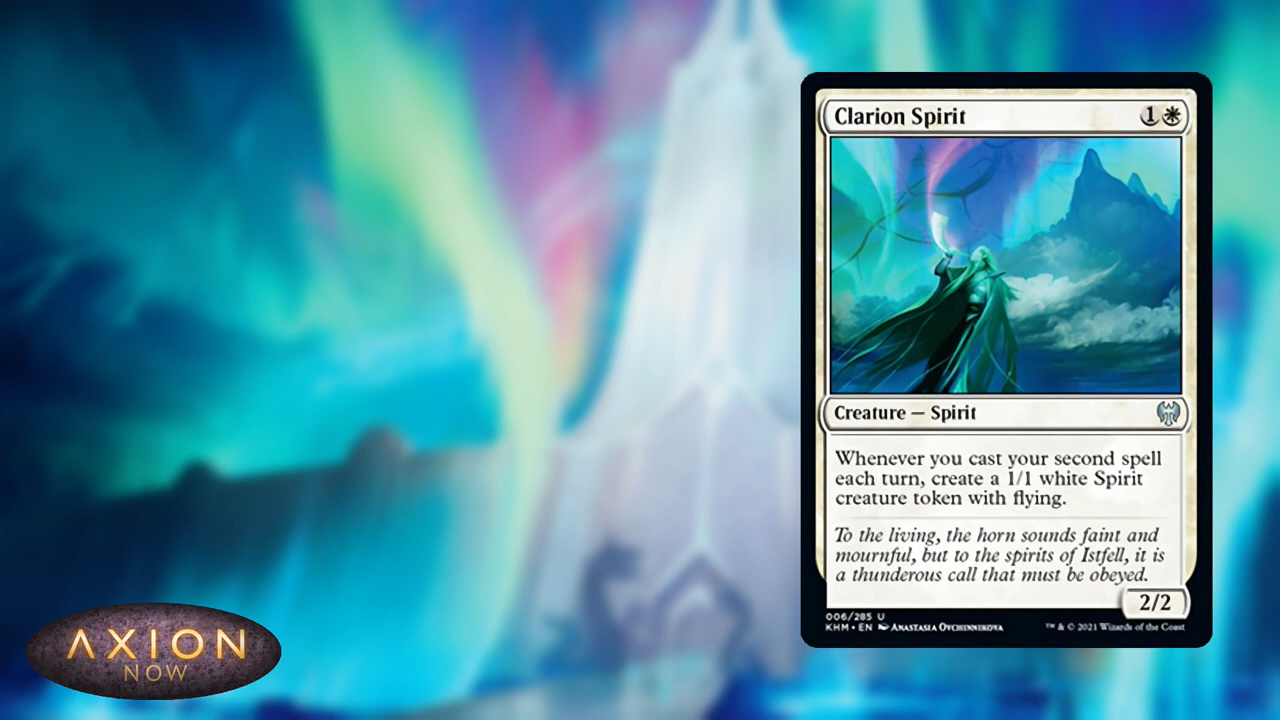 Clarion Spirit
1
Creature — Spirit
Whenever you cast your second spell
each turn, create a 1/1 white Spirit
creature token with flying.
To the living, the horn sounds faint and
mournful, but to the spirits of Istfell, it is
a thunderous call that must be obeyed.
2/2
006/285 U
KHM • EN Anastasia Ovchinnikova
™ & © 2021 Wizards of the Coast
AXION
NOW